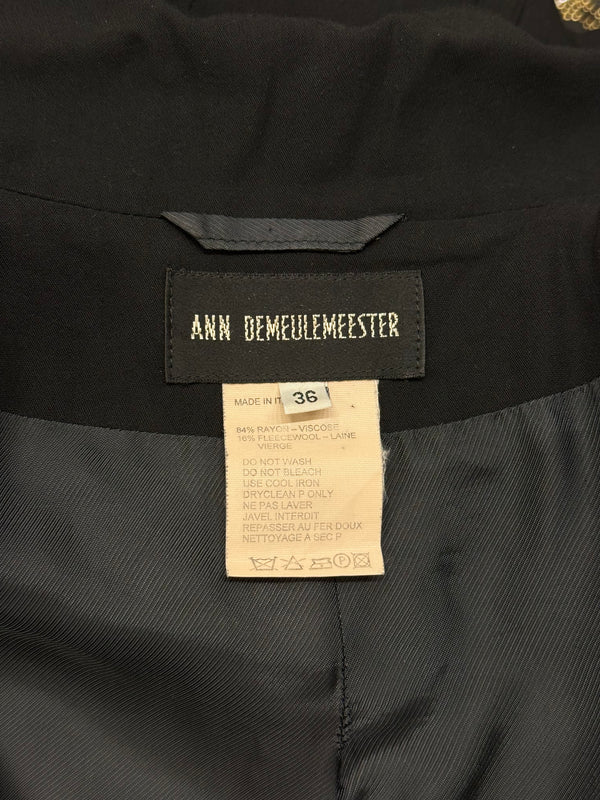 ANN DEMEULEMEESTER
36
MADE IN IT
84% RAYON – VISCOSE
16% FLEECEWOOL – LAINE
VIERGE
DO NOT WASH
DO NOT BLEACH
USE COOL IRON
DRYCLEAN P ONLY
NE PAS LAVER
JAVEL INTERDIT
REPASSER AU FER DOUX
NETTOYAGE A SEC P
P